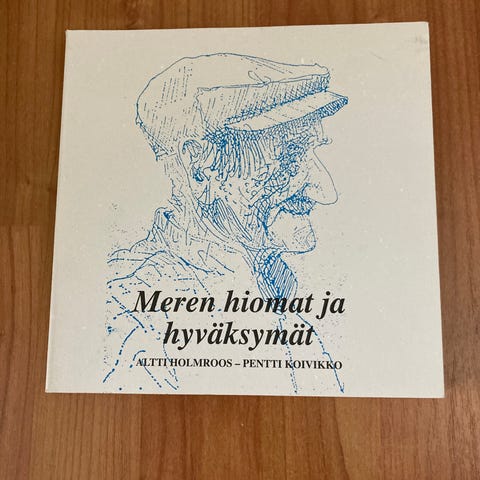 Meren hiomat ja
hyväksymät
ALTTI HOLMROOS – PENTTI KOIVIKKO